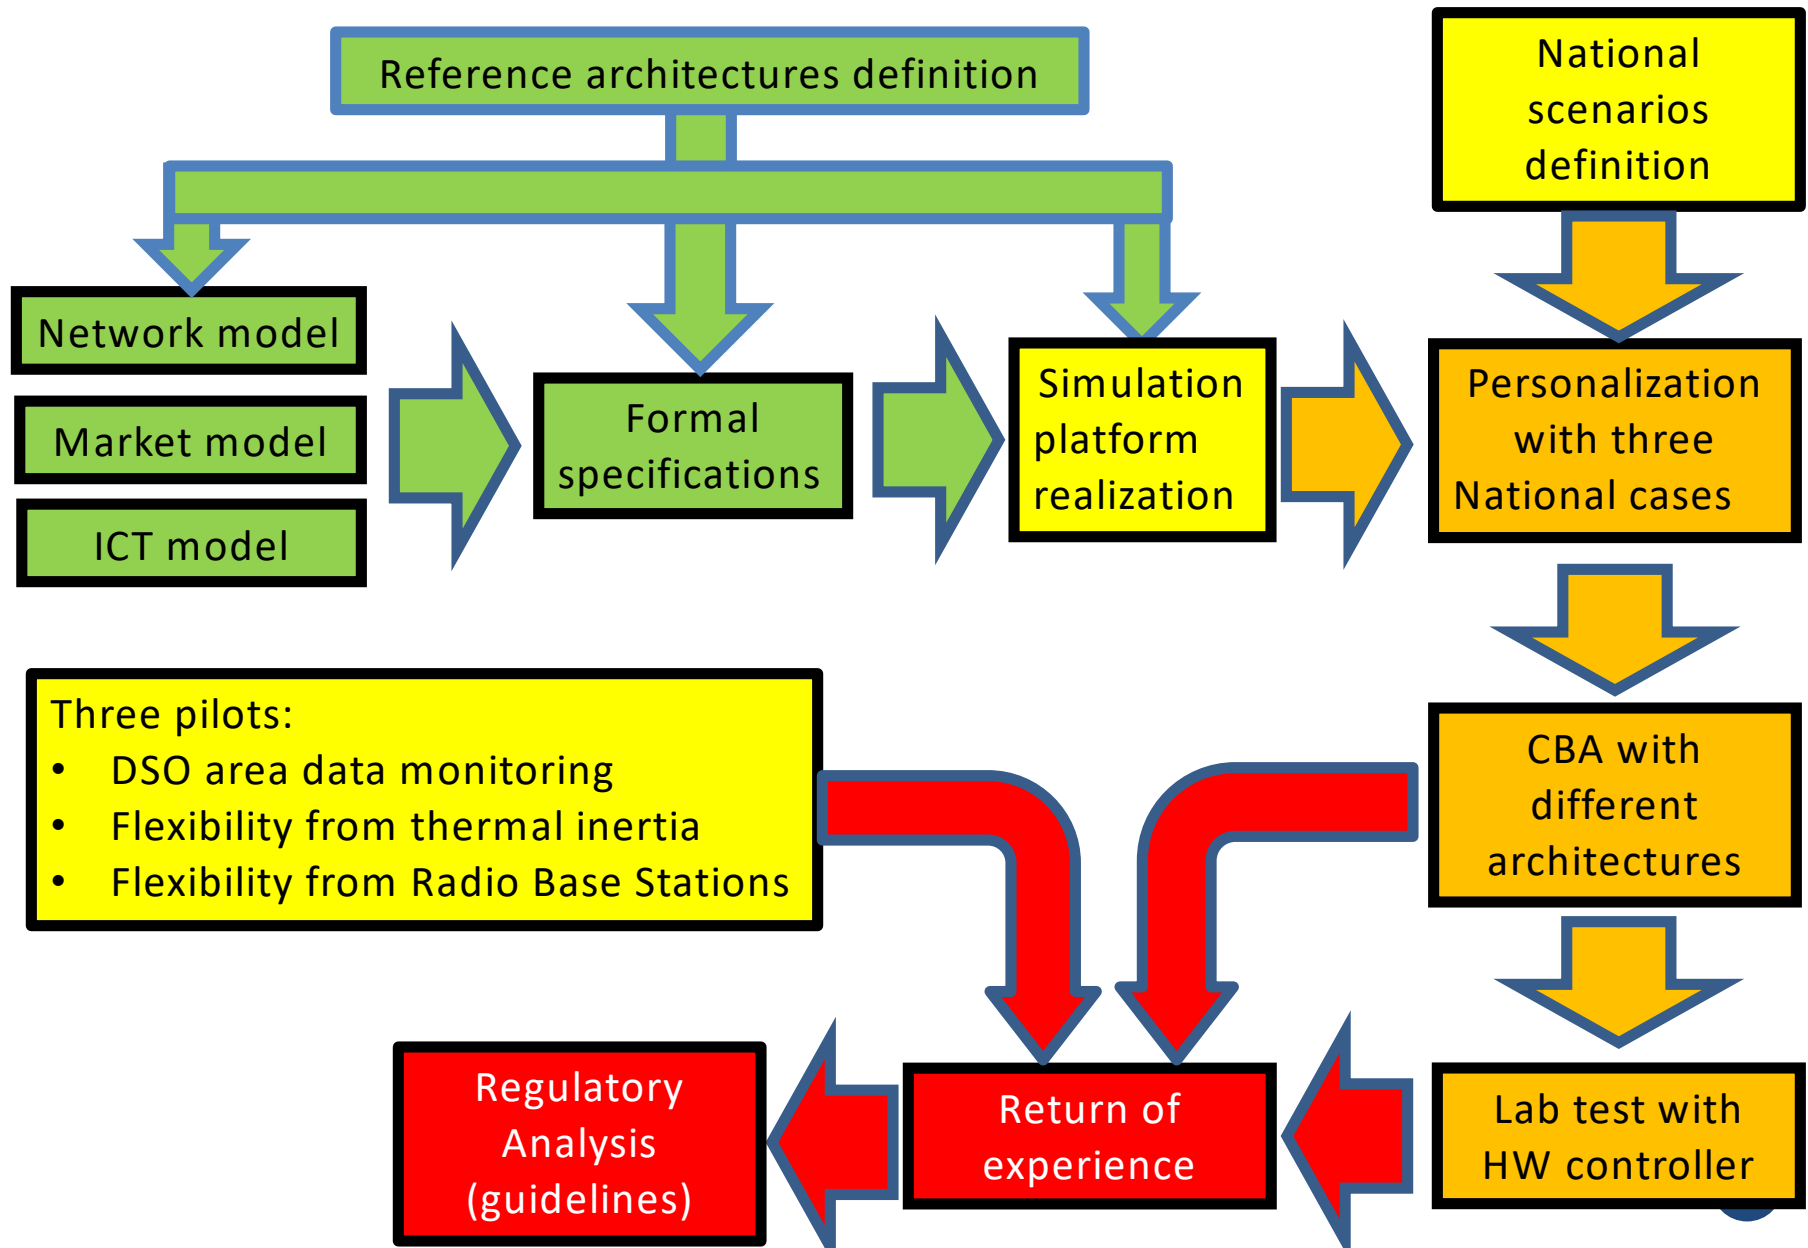 Reference architectures definition
National
scenarios
definition
Network model
Market model
ICT model
Formal
specifications
Simulation
platform
realization
Personalization
with three
National cases
Three pilots:
• DSO area data monitoring
• Flexibility from thermal inertia
• Flexibility from Radio Base Stations
CBA with
different
architectures
Regulatory
Analysis
(guidelines)
Return of
experience
Lab test with
HW controller